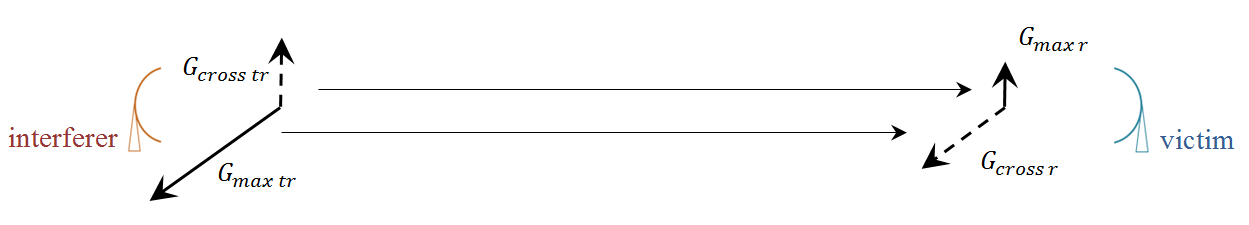 G_{cross tr}
G_{max r}
interferer
victim
G_{max tr}
G_{cross r}